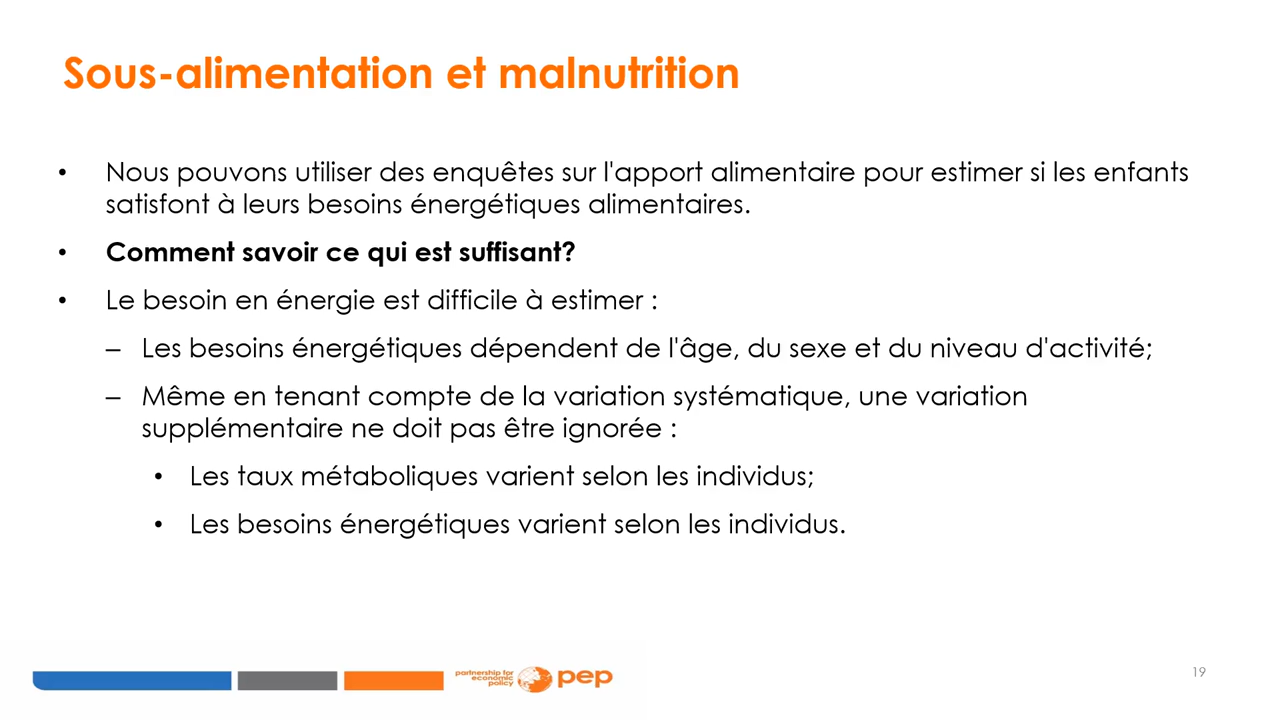 Sous-alimentation et malnutrition
• Nous pouvons utiliser des enquêtes sur l'apport alimentaire pour estimer si les enfants
satisfont à leurs besoins énergétiques alimentaires.
• Comment savoir ce qui est suffisant?
• Le besoin en énergie est difficile à estimer :
– Les besoins énergétiques dépendent de l'âge, du sexe et du niveau d'activité;
– Même en tenant compte de la variation systématique, une variation
supplémentaire ne doit pas être ignorée :
• Les taux métaboliques varient selon les individus;
• Les besoins énergétiques varient selon les individus.
partnership for
economic
policy
pep
19